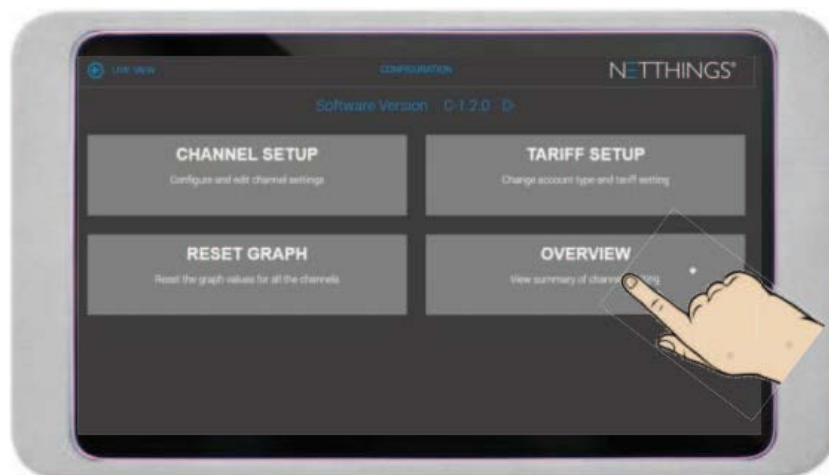 LIVE VIEW
CONFIGURATION
NETTHINGS®
Software Version C-1.2.0 D-
CHANNEL SETUP
Configure and edit channel settings
TARIFF SETUP
Change account type and tariff setting
RESET GRAPH
Reset the graph values for all the channels
OVERVIEW
View summary of channel